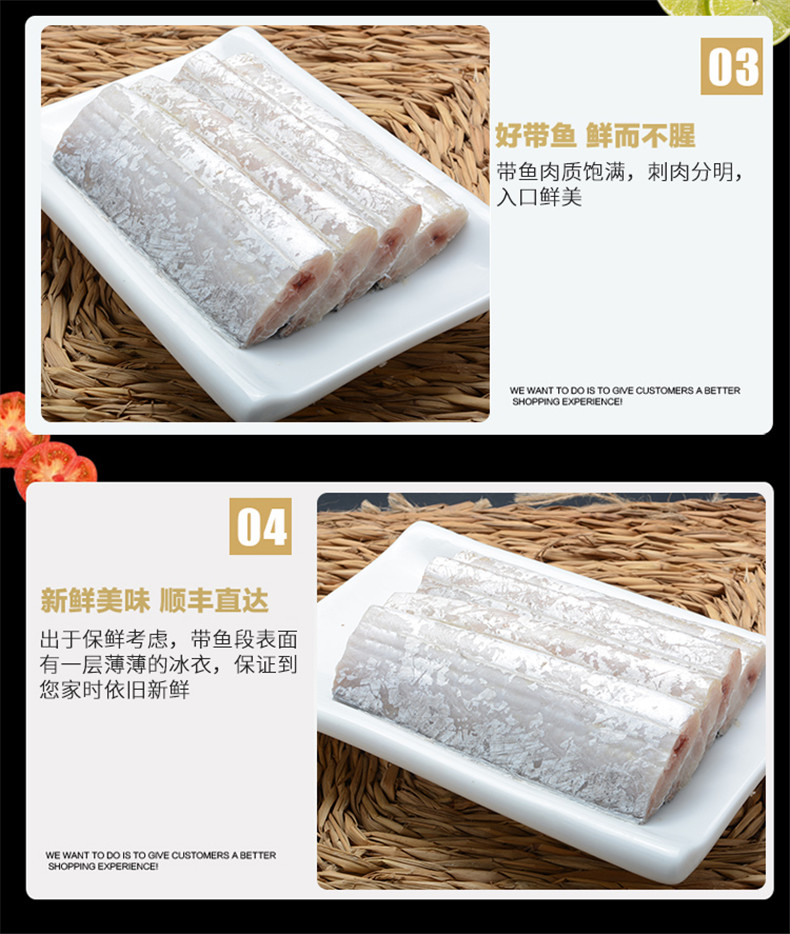 03
好带鱼 鲜而不腥
带鱼肉质饱满，刺肉分明，
入口鲜美
WE WANT TO DO IS TO GIVE CUSTOMERS A BETTER
SHOPPING EXPERIENCE!
04
新鲜美味 顺丰直达
出于保鲜考虑，带鱼段表面
有一层薄薄的冰衣，保证到
您家时依旧新鲜
WE WANT TO DO IS TO GIVE CUSTOMERS A BETTER
SHOPPING EXPERIENCE!